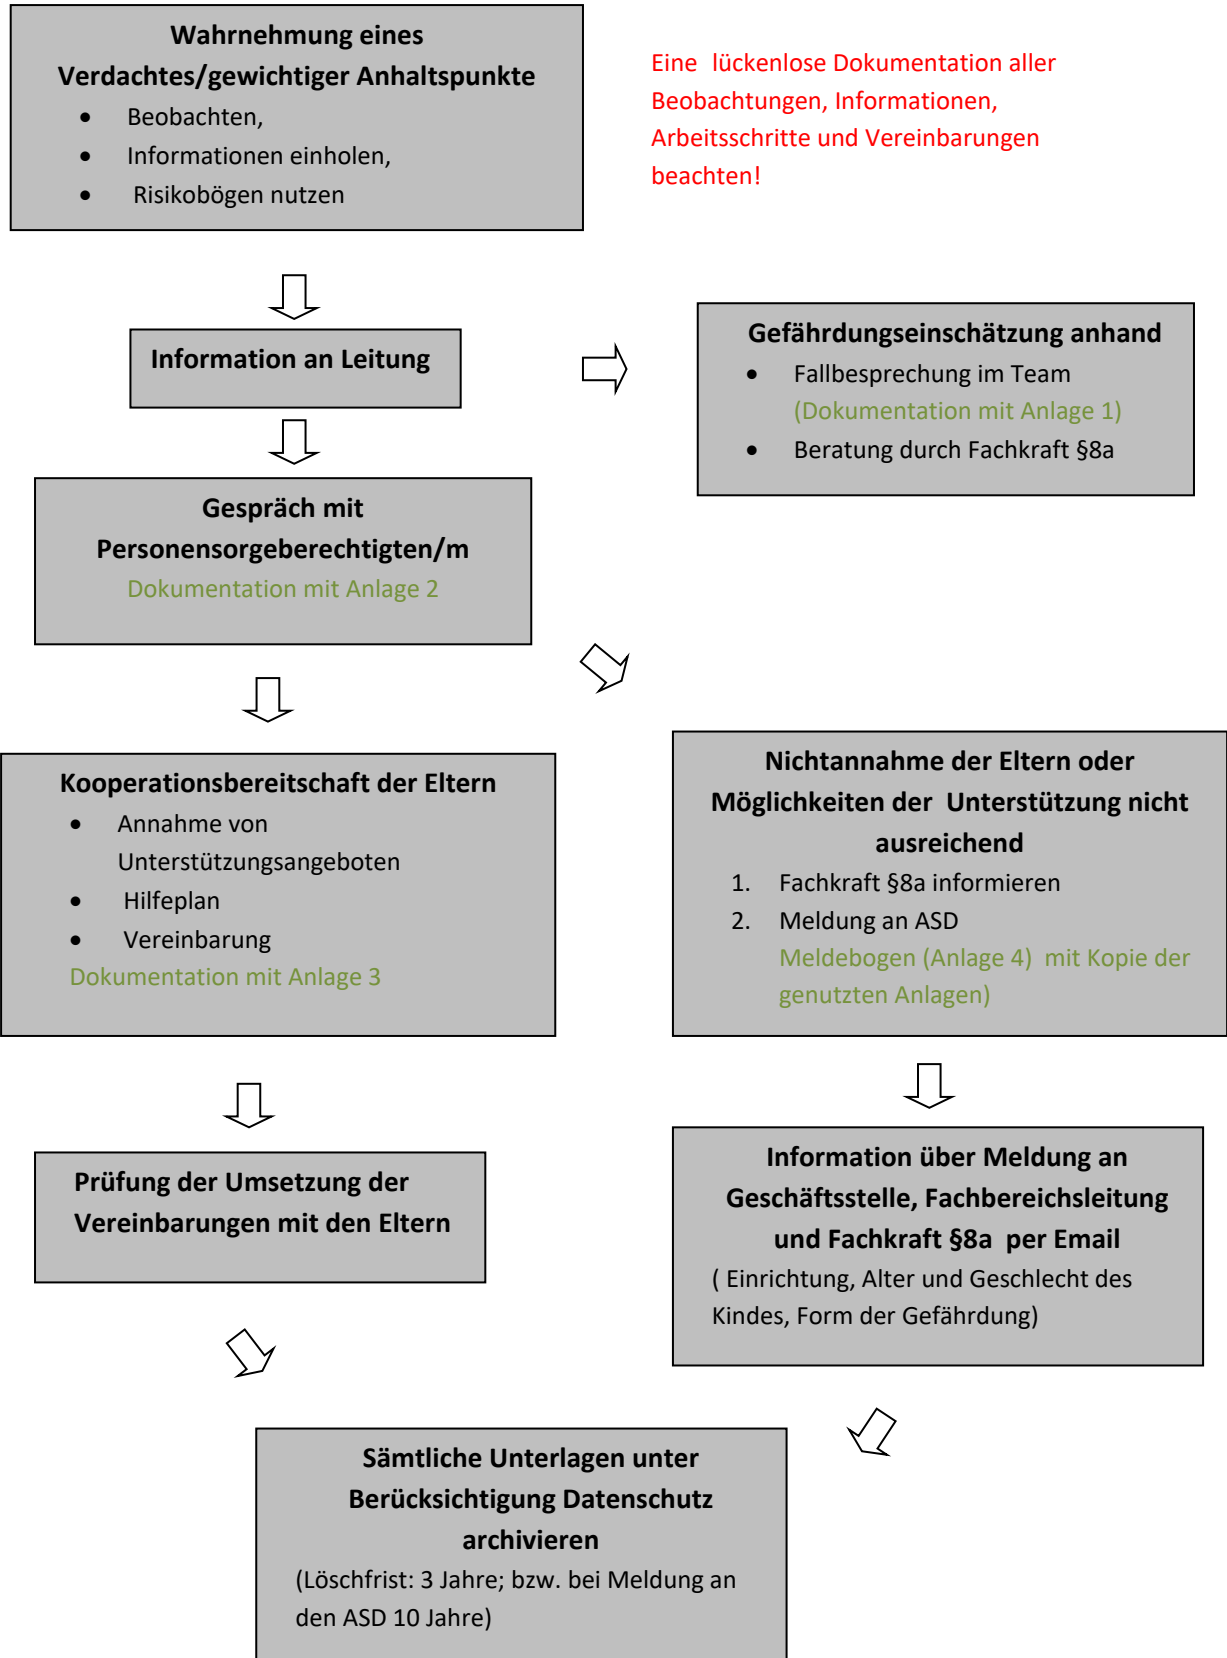 Wahrnehmung eines
Verdachtes/gewichtiger Anhaltspunkte
• Beobachten,
• Informationen einholen,
• Risikobögen nutzen
Eine lückenlose Dokumentation aller
Beobachtungen, Informationen,
Arbeitsschritte und Vereinbarungen
beachten!
Information an Leitung
Gefährdungseinschätzung anhand
• Fallbesprechung im Team
(Dokumentation mit Anlage 1)
• Beratung durch Fachkraft §8a
Gespräch mit
Personensorgeberechtigten/m
Dokumentation mit Anlage 2
Kooperationsbereitschaft der Eltern
• Annahme von
Unterstützungsangeboten
• Hilfeplan
• Vereinbarung
Dokumentation mit Anlage 3
Nichtannahme der Eltern oder
Möglichkeiten der Unterstützung nicht
ausreichend
1. Fachkraft §8a informieren
2. Meldung an ASD
Meldebogen (Anlage 4) mit Kopie der
genutzten Anlagen)
Prüfung der Umsetzung der
Vereinbarungen mit den Eltern
Information über Meldung an
Geschäftsstelle, Fachbereichsleitung
und Fachkraft §8a per Email
( Einrichtung, Alter und Geschlecht des
Kindes, Form der Gefährdung)
Sämtliche Unterlagen unter
Berücksichtigung Datenschutz
archivieren
(Löschfrist: 3 Jahre; bzw. bei Meldung an
den ASD 10 Jahre)